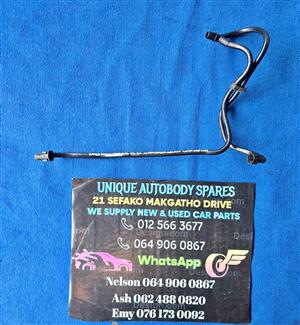 UNIQUE AUTOBODY SPARES
21 SEFAKO MAKGATHO DRIVE
WE SUPPLY NEW & USED CAR PARTS
012 566 3677
064 906 0867
WhatsApp
Nelson 064 906 0867
Ash 062 488 0820
Emy 076 173 0092